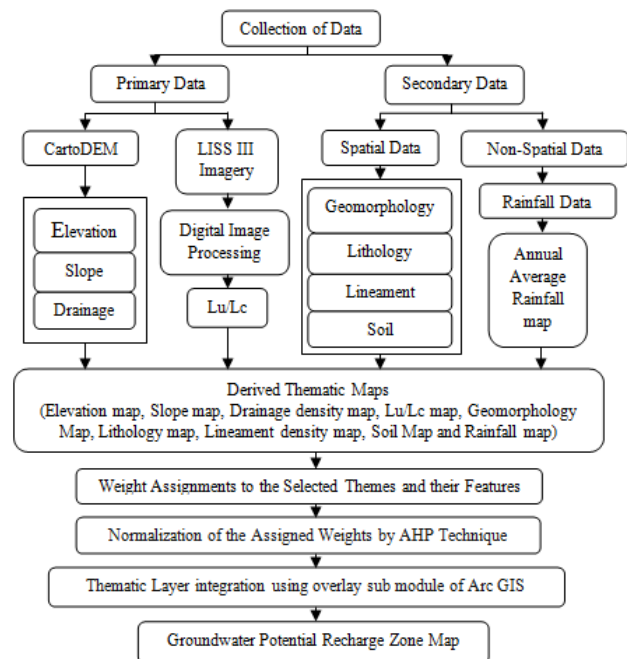 Collection of Data
Primary Data
Secondary Data
CartoDEM
LISS III
Imagery
Spatial Data
Non-Spatial Data
Elevation
Slope
Drainage
Digital Image
Processing
Lu/Lc
Geomorphology
Lithology
Lineament
Soil
Rainfall Data
Annual
Average
Rainfall
map
Derived Thematic Maps
(Elevation map, Slope map, Drainage density map, Lu/Lc map, Geomorphology
Map, Lithology map, Lineament density map, Soil Map and Rainfall map)
Weight Assignments to the Selected Themes and their Features
Normalization of the Assigned Weights by AHP Technique
Thematic Layer integration using overlay sub module of Arc GIS
Groundwater Potential Recharge Zone Map